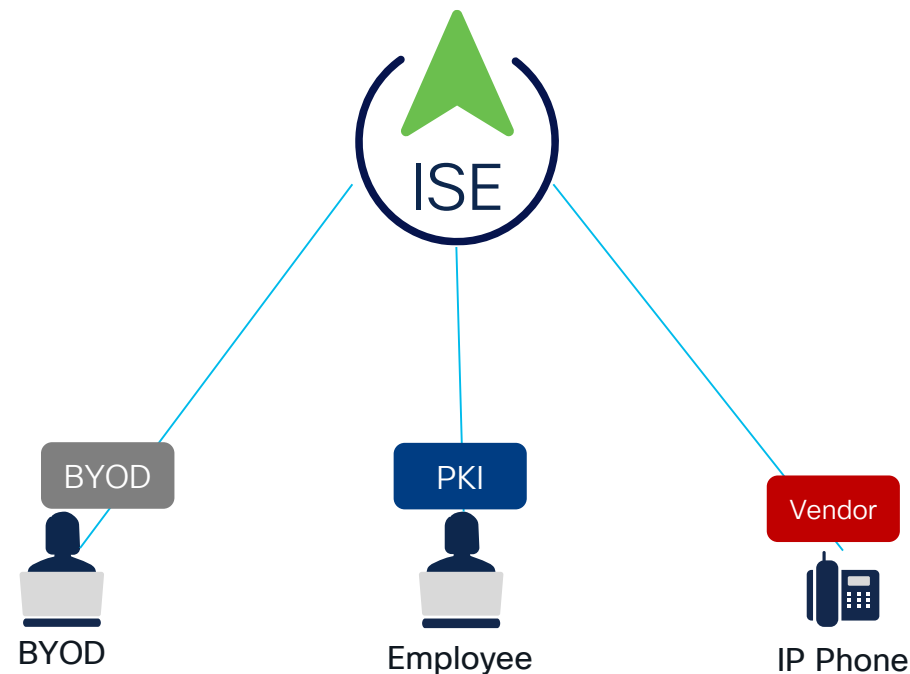 ISE
BYOD
PKI
Vendor
BYOD
Employee
IP Phone